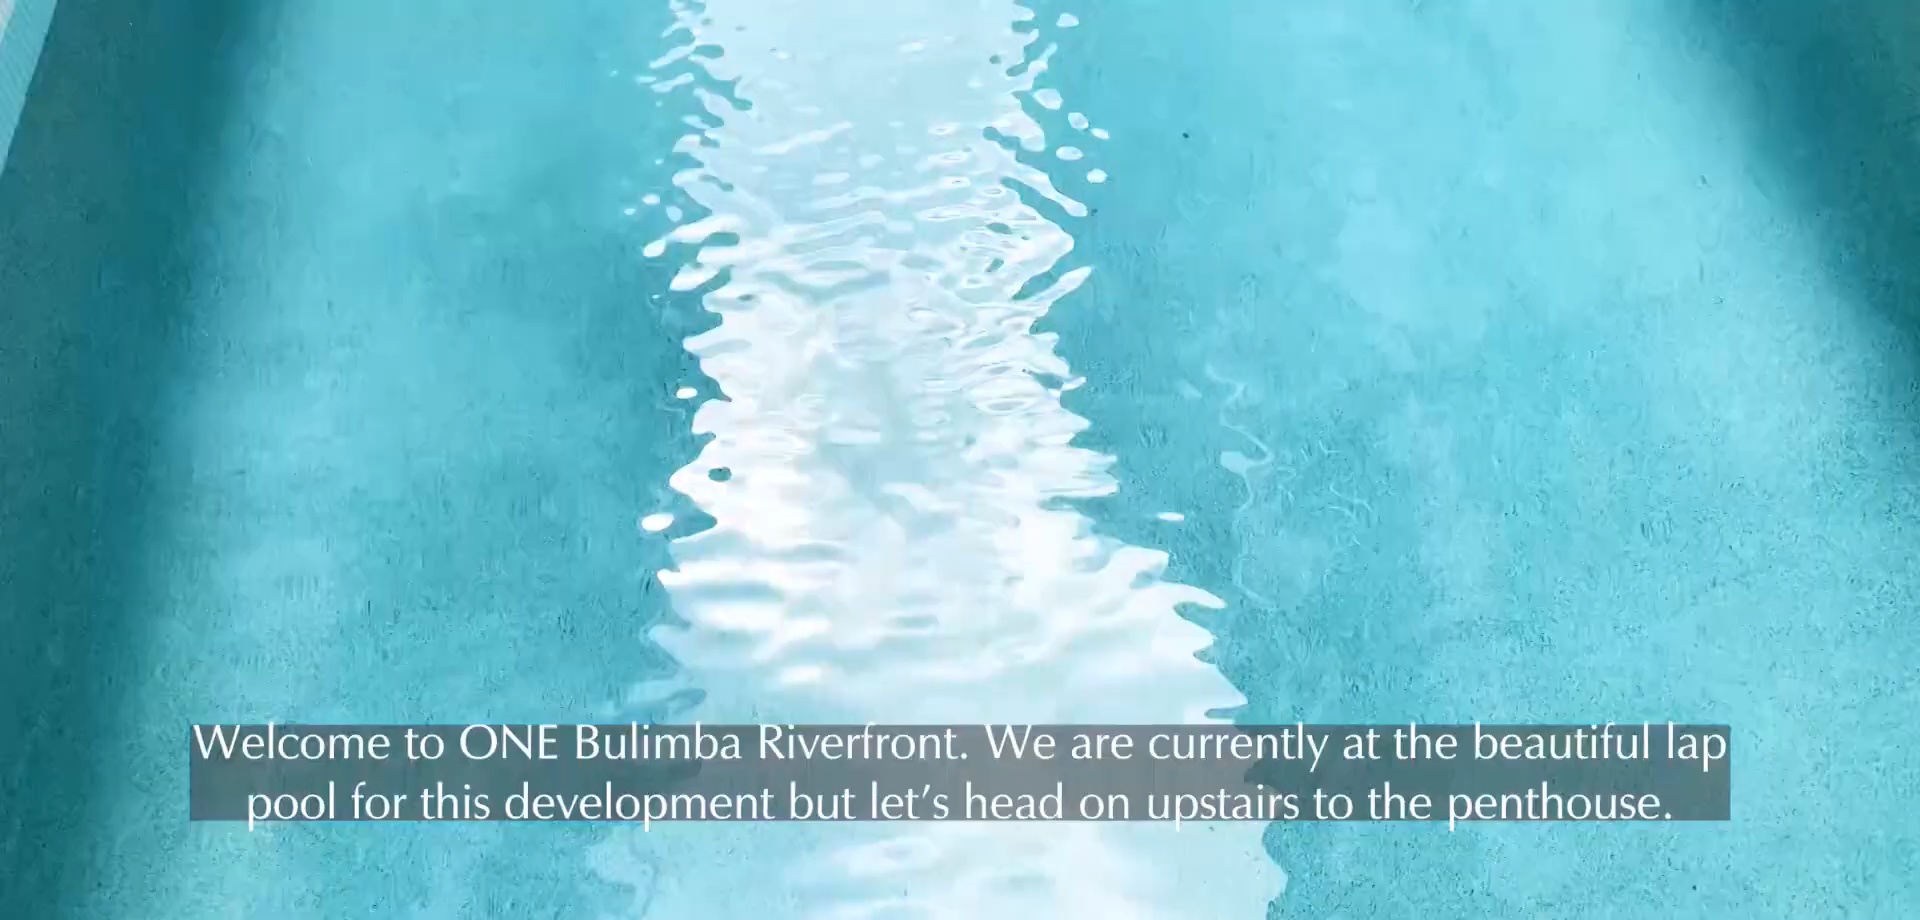 Welcome to ONE Bulimba Riverfront. We are currently at the beautiful lap
pool for this development but let’s head on upstairs to the penthouse.